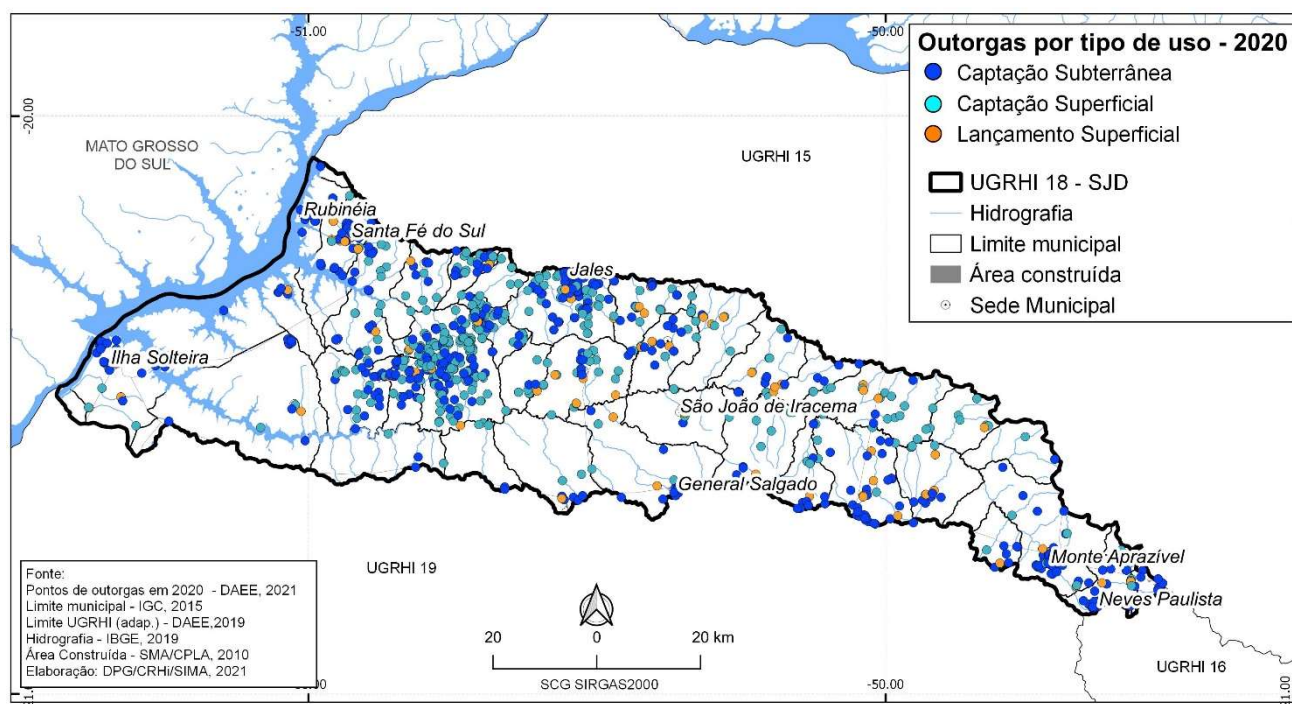 -51.00
-50.00
Outorgas por tipo de uso - 2020
Captação Subterrânea
Captação Superficial
Lançamento Superficial
UGRHI 18 - SJD
Hidrografia
Limite municipal
Área construída
Sede Municipal
-20.00
MATO GROSSO
DO SUL
UGRHI 15
Rubinéia
Santa Fé do Sul
Jales
Ilha Solteira
São João de Iracema
General Salgado
Monte Aprazível
Neves Paulista
UGRHI 19
UGRHI 16
Fonte:
Pontos de outorgas em 2020 - DAEE, 2021
Limite municipal - IGC, 2015
Limite UGRHI (adap.) - DAEE,2019
Hidrografia - IBGE, 2019
Área Construída - SMA/CPLA, 2010
Elaboração: DPG/CRHi/SIMA, 2021
20 0 20 km
SCG SIRGAS2000
-50.00